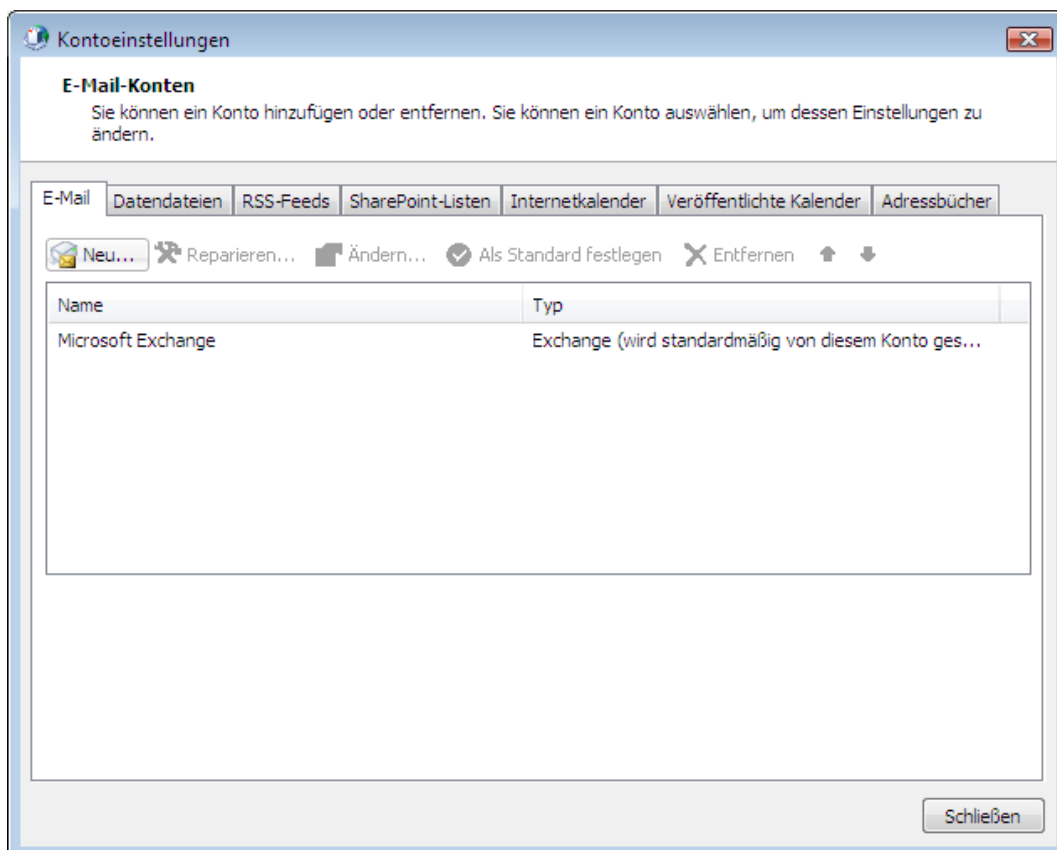 Kontoeinstellungen
E-Mail-Konten
Sie können ein Konto hinzufügen oder entfernen. Sie können ein Konto auswählen, um dessen Einstellungen zu
ändern.
E-Mail Datendateien RSS-Feeds SharePoint-Listen Internetkalender Veröffentlichte Kalender Adressbücher
Neu... Reparieren... Ändern... Als Standard festlegen Entfernen
Name Typ
Microsoft Exchange Exchange (wird standardmäßig von diesem Konto ges...
Schließen